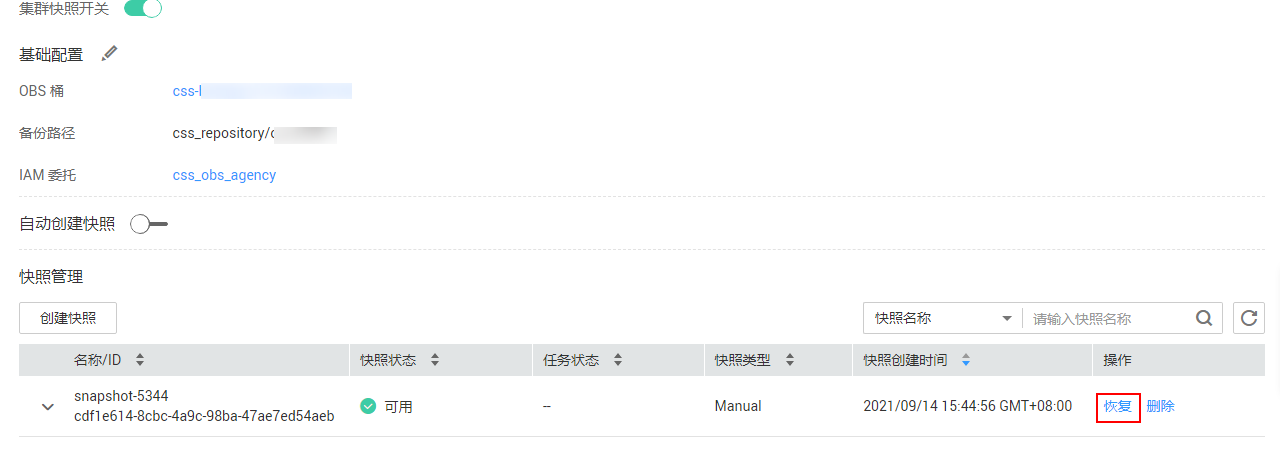 集群快照开关
基础配置
OBS 桶 css-
备份路径 css_repository/
IAM 委托 css_obs_agency
自动创建快照
快照管理
创建快照 快照名称 请输入快照名称
名称/ID 快照状态 任务状态 快照类型 快照创建时间 操作
snapshot-5344
cdf1e614-8cbc-4a9c-98ba-47ae7ed54aeb 可用 -- Manual 2021/09/14 15:44:56 GMT+08:00 恢复 删除